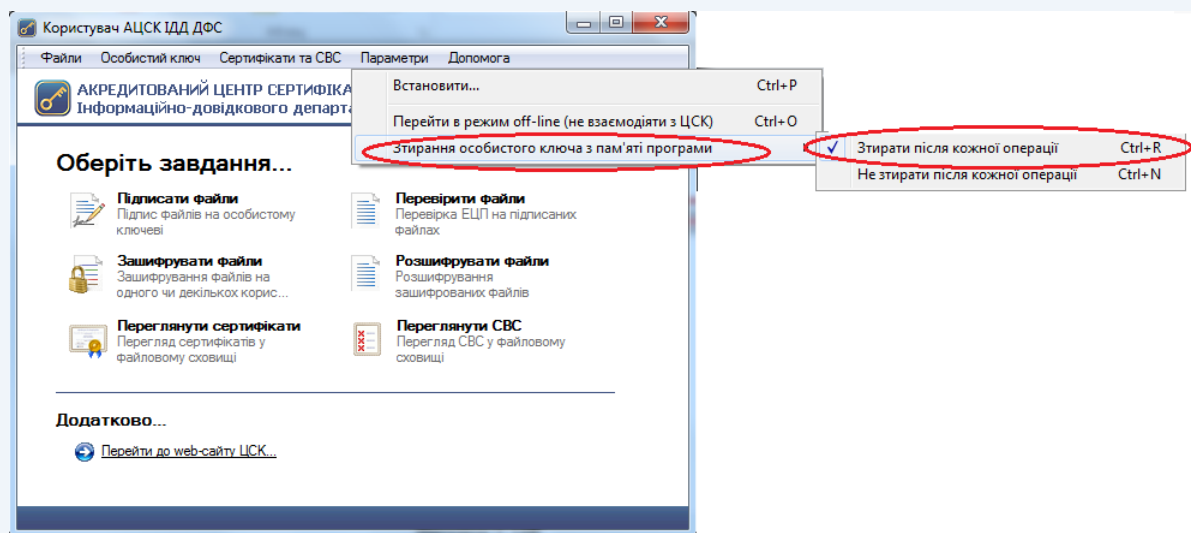 Користувач АЦСК ІДД ДФС
Файли Особистий ключ Сертифікати та СВС Параметри Допомога
АКРЕДИТОВАНИЙ ЦЕНТР СЕРТИФІКА
Інформаційно-довідкового департа
Встановити... Ctrl+P
Перейти в режим off-line (не взаємодіяти з ЦСК) Ctrl+O
Зтирання особистого ключа з пам'яті програми
Зтирати після кожної операції Ctrl+R
Не зтирати після кожної операції Ctrl+N
Оберіть завдання...
Підписати файли
Підпис файлів на особистому
ключеві
Перевірити файли
Перевірка ЕЦП на підписаних
файлах
Зашифрувати файли
Зашифрування файлів на
одного чи декількох корис...
Розшифрувати файли
Розшифрування
зашифрованих файлів
Переглянути сертифікати
Перегляд сертифікатів у
файловому сховищі
Переглянути СВС
Перегляд СВС у файловому
сховищі
Додатково...
Перейти до web-сайту ЦСК...